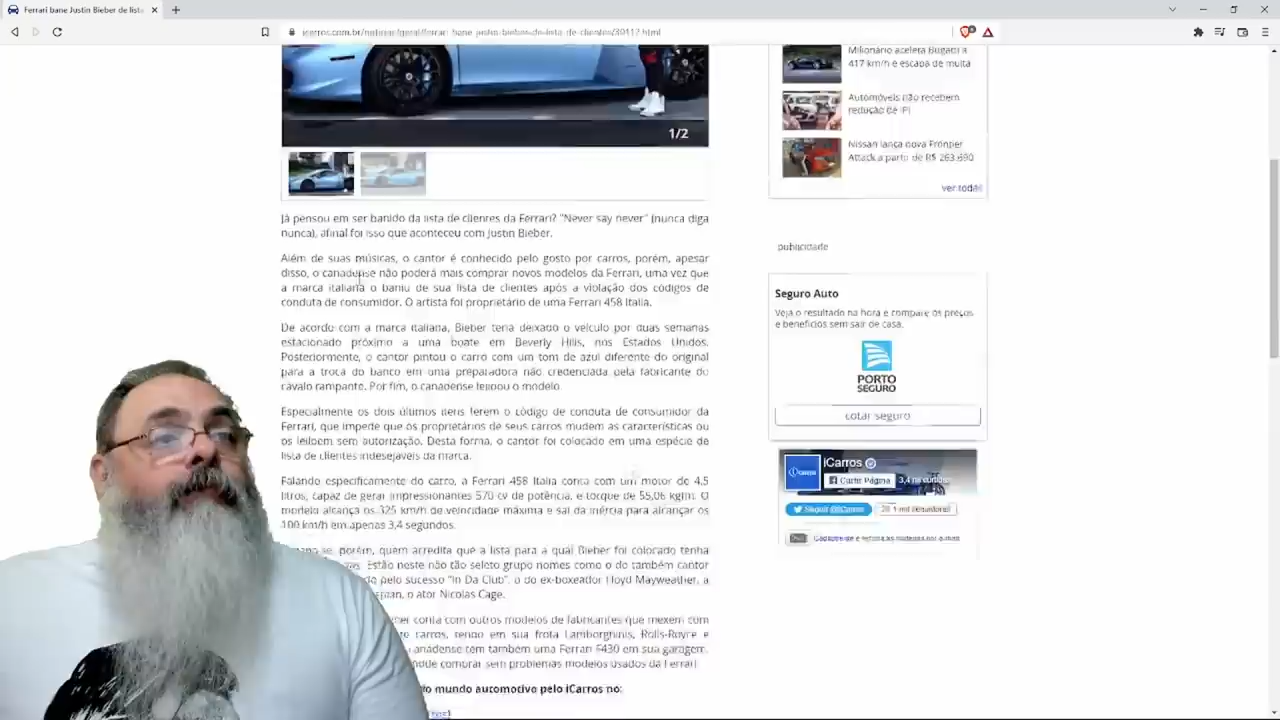 Ferrari bane Justin Bieber de lista
icarros.com.br/noticias/geral/ferrari-bane-justin-bieber-de-lista-de-clientes/30117.html
1/2
Já pensou em ser banido da lista de clientes da Ferrari? "Never say never" (nunca diga
nunca), afinal foi isso que aconteceu com Justin Bieber.
Além de suas músicas, o cantor é conhecido pelo gosto por carros, porém, apesar
disso, o canadense não poderá mais comprar novos modelos da Ferrari, uma vez que
a marca italiana o baniu de sua lista de clientes após a violação dos códigos de
conduta de consumidor. O artista foi proprietário de uma Ferrari 458 Italia.
De acordo com a marca italiana, Bieber teria deixado o veículo por duas semanas
estacionado próximo a uma boate em Beverly Hills, nos Estados Unidos.
Posteriormente, o cantor pintou o carro com um tom de azul diferente do original
para a troca do banco em uma preparadora não credenciada pela fabricante do
cavalo rampante. Por fim, o canadense leiloou o modelo.
Especialmente os dois últimos itens ferem o código de conduta de consumidor da
Ferrari, que impede que os proprietários de seus carros mudem as características ou
os leiloem sem autorização. Desta forma, o cantor foi colocado em uma espécie de
lista de clientes indesejáveis da marca.
Falando especificamente do carro, a Ferrari 458 Italia conta com um motor de 4.5
litros, capaz de gerar impressionantes 570 cv de potência, e torque de 55,06 kgfm. O
modelo alcança os 325 km/h de velocidade máxima e sai da inércia para alcançar os
100 km/h em apenas 3,4 segundos.
porém, quem acredita que a lista para a qual Bieber foi colocado tenha
Estão neste não tão seleto grupo nomes como o do também cantor
pelo sucesso "In Da Club", o do ex-boxeador Floyd Mayweather, a
o ator Nicolas Cage.
conta com outros modelos de fabricantes que mexem com
carros, tendo em sua frota Lamborghinis, Rolls-Royce e
canadense tem também uma Ferrari F430 em sua garagem,
pode comprar sem problemas modelos usados da Ferrari
do mundo automotivo pelo iCarros no:
Milionário acelera Bugatti a
417 km/h e escapa de multa
Automóveis não recebem
redução de IPI
Nissan lança nova Frontier
Attack a partir de R$ 263.690
ver todas
publicidade
Seguro Auto
Veja o resultado na hora e compare os preços
e benefícios sem sair de casa.
PORTO
SEGURO
cotar seguro
iCarros
Curtir Página
Seguir @iCarros